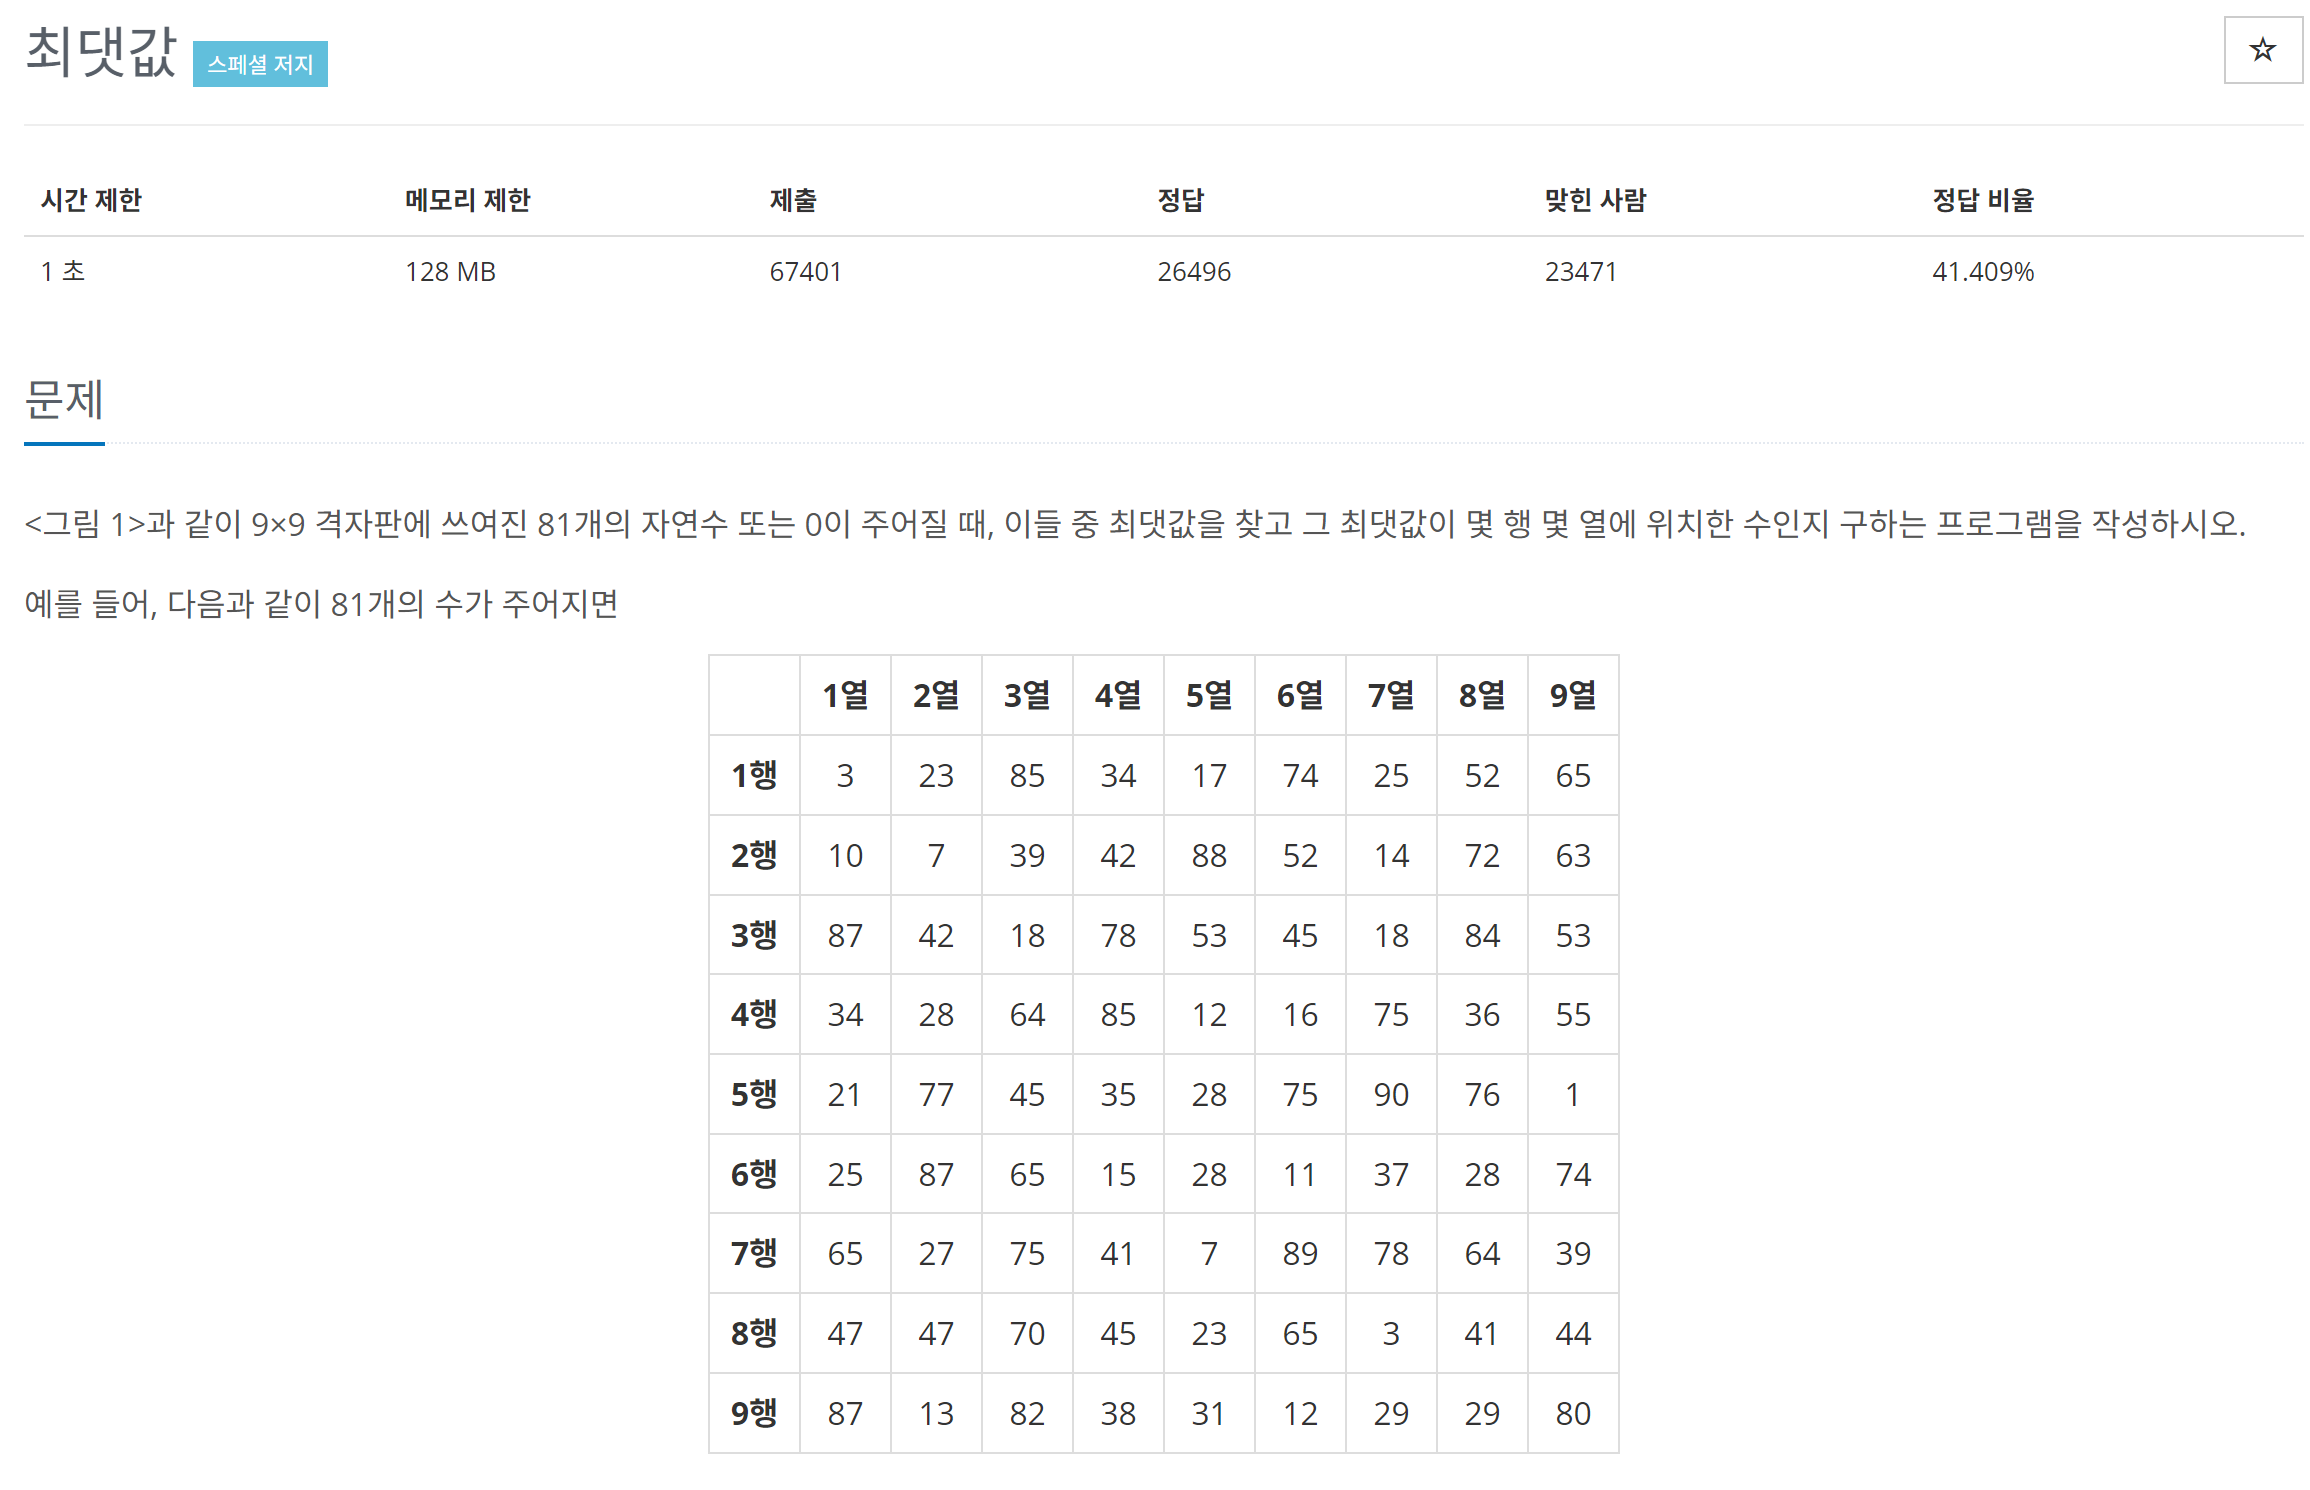 최댓값 스페셜 저지
☆
시간 제한 메모리 제한 제출 정답 맞힌 사람 정답 비율
1 초 128 MB 67401 26496 23471 41.409%
문제
<그림 1>과 같이 9×9 격자판에 쓰여진 81개의 자연수 또는 0이 주어질 때, 이들 중 최댓값을 찾고 그 최댓값이 몇 행 몇 열에 위치한 수인지 구하는 프로그램을 작성하시오.
예를 들어, 다음과 같이 81개의 수가 주어지면
1열 2열 3열 4열 5열 6열 7열 8열 9열
1행 3 23 85 34 17 74 25 52 65
2행 10 7 39 42 88 52 14 72 63
3행 87 42 18 78 53 45 18 84 53
4행 34 28 64 85 12 16 75 36 55
5행 21 77 45 35 28 75 90 76 1
6행 25 87 65 15 28 11 37 28 74
7행 65 27 75 41 7 89 78 64 39
8행 47 47 70 45 23 65 3 41 44
9행 87 13 82 38 31 12 29 29 80